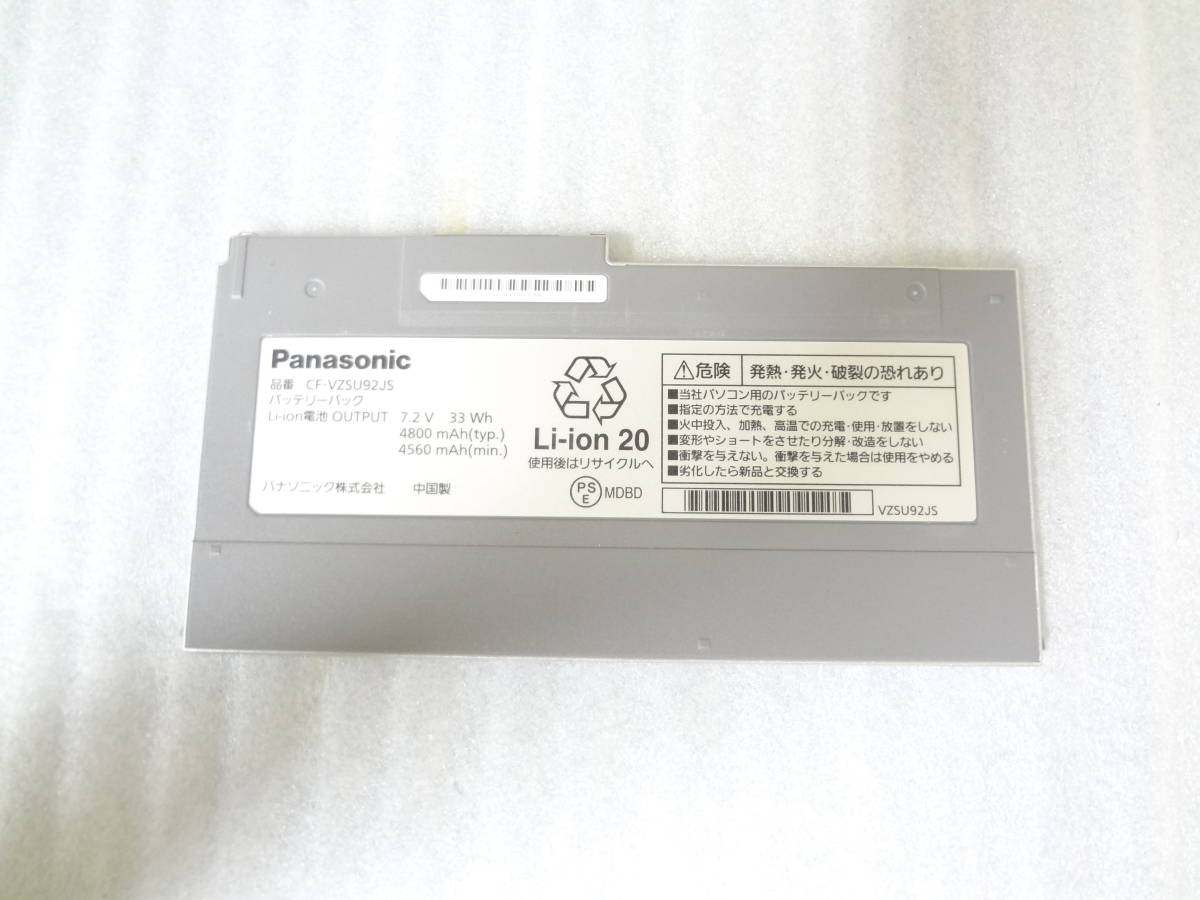 Panasonic
品番 CF-VZSU92JS
バッテリーパック
Li-ion電池 OUTPUT 7.2 V 33 Wh
4800 mAh(typ.)
4560 mAh(min.)
パナソニック株式会社 中国製
Li-ion 20
使用後はリサイクルへ
PS
E
MDBD
危険 発熱・発火・破裂の恐れあり
■当社パソコン用のバッテリーパックです
■指定の方法で充電する
■火中投入、加熱、高温での充電・使用・放置をしない
■変形やショートをさせたり分解・改造をしない
■衝撃を与えない。衝撃を与えた場合は使用をやめる
■劣化したら新品と交換する
VZSU92JS